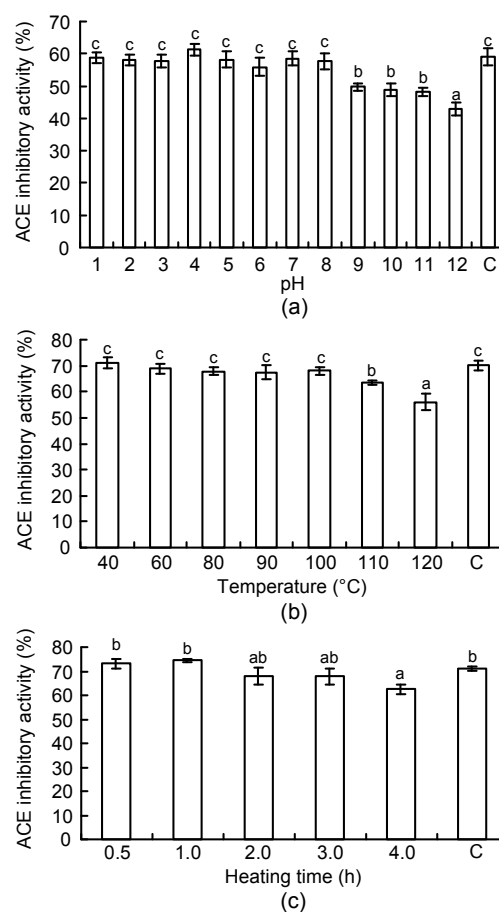 ACE inhibitory activity (%)
70
60
50
40
30
20
10
0
c c c c c c c c b b b a c
1 2 3 4 5 6 7 8 9 10 11 12 C
pH
(a)
ACE inhibitory activity (%)
80
70
60
50
40
30
20
10
0
c c c c c b a c
40 60 80 90 100 110 120 C
Temperature (°C)
(b)
ACE inhibitory activity (%)
80
70
60
50
40
30
20
10
0
b b ab ab a b
0.5 1.0 2.0 3.0 4.0 C
Heating time (h)
(c)